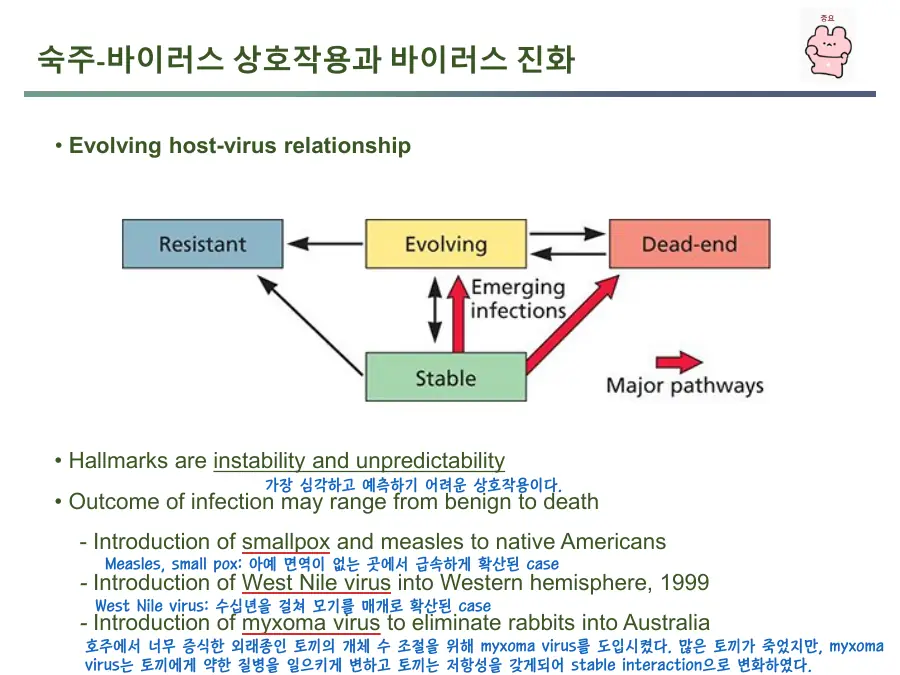 중요
숙주-바이러스 상호작용과 바이러스 진화
• Evolving host-virus relationship
Resistant
Evolving
Dead-end
Emerging
infections
Stable
Major pathways
• Hallmarks are instability and unpredictability
가장 심각하고 예측하기 어려운 상호작용이다.
• Outcome of infection may range from benign to death
- Introduction of smallpox and measles to native Americans
Measles, small pox: 아예 면역이 없는 곳에서 급속하게 확산된 case
- Introduction of West Nile virus into Western hemisphere, 1999
West Nile virus: 수십년을 걸쳐 모기를 매개로 확산된 case
- Introduction of myxoma virus to eliminate rabbits into Australia
호주에서 너무 증식한 외래종인 토끼의 개체 수 조절을 위해 myxoma virus를 도입시켰다. 많은 토끼가 죽었지만, myxoma
virus는 토끼에게 약한 질병을 일으키게 변하고 토끼는 저항성을 갖게되어 stable interaction으로 변화하였다.